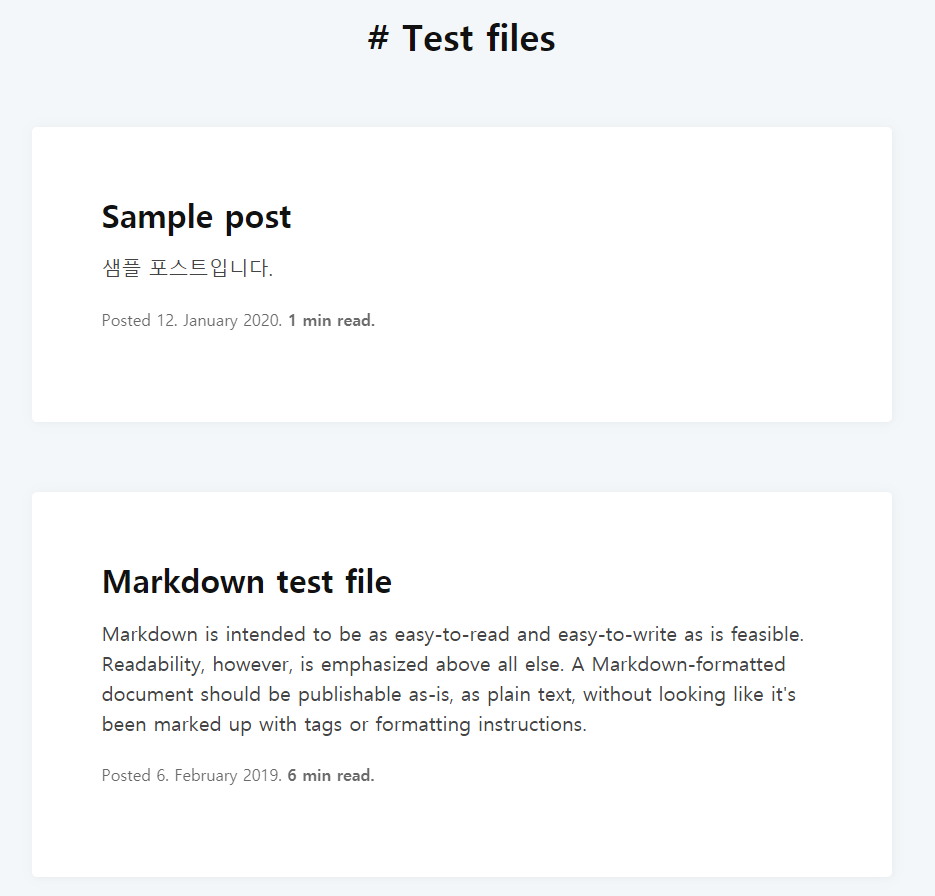 # Test files
Sample post
샘플 포스트입니다.
Posted 12. January 2020. 1 min read.
Markdown test file
Markdown is intended to be as easy-to-read and easy-to-write as is feasible.
Readability, however, is emphasized above all else. A Markdown-formatted
document should be publishable as-is, as plain text, without looking like it's
been marked up with tags or formatting instructions.
Posted 6. February 2019. 6 min read.